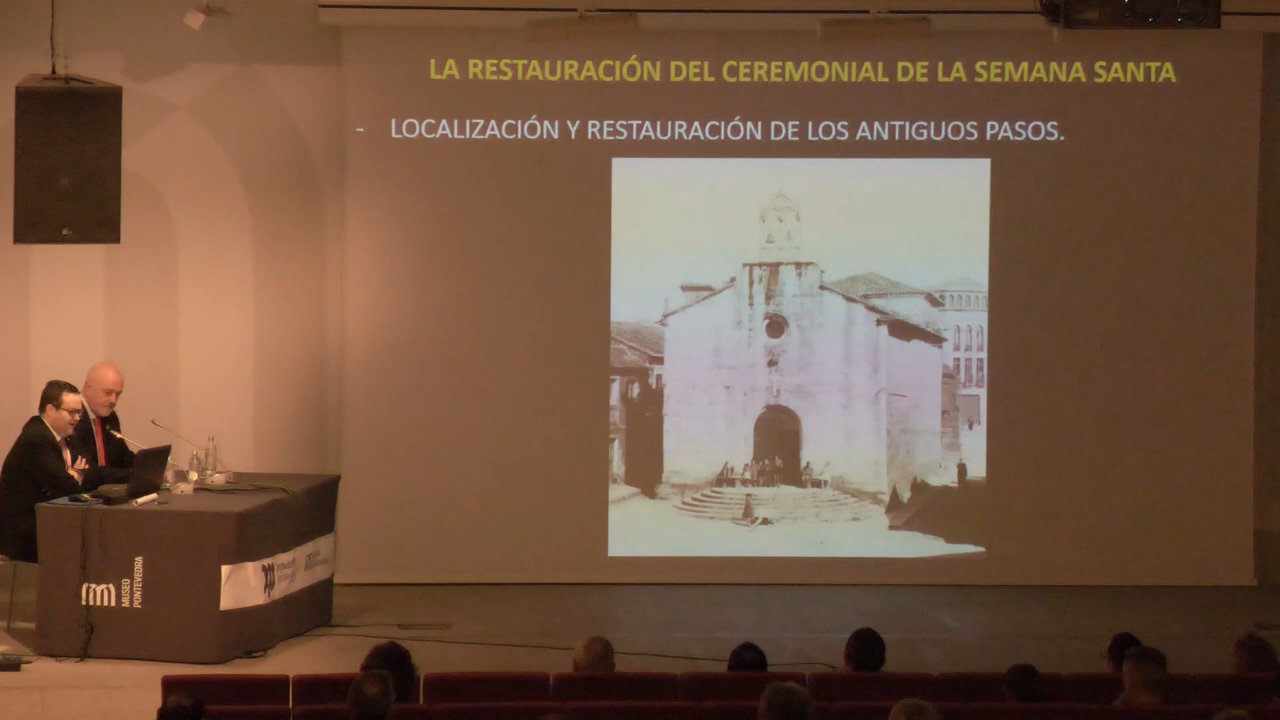 LA RESTAURACIÓN DEL CEREMONIAL DE LA SEMANA SANTA
- LOCALIZACIÓN Y RESTAURACIÓN DE LOS ANTIGUOS PASOS.
MUSEO
PONTEVEDRA